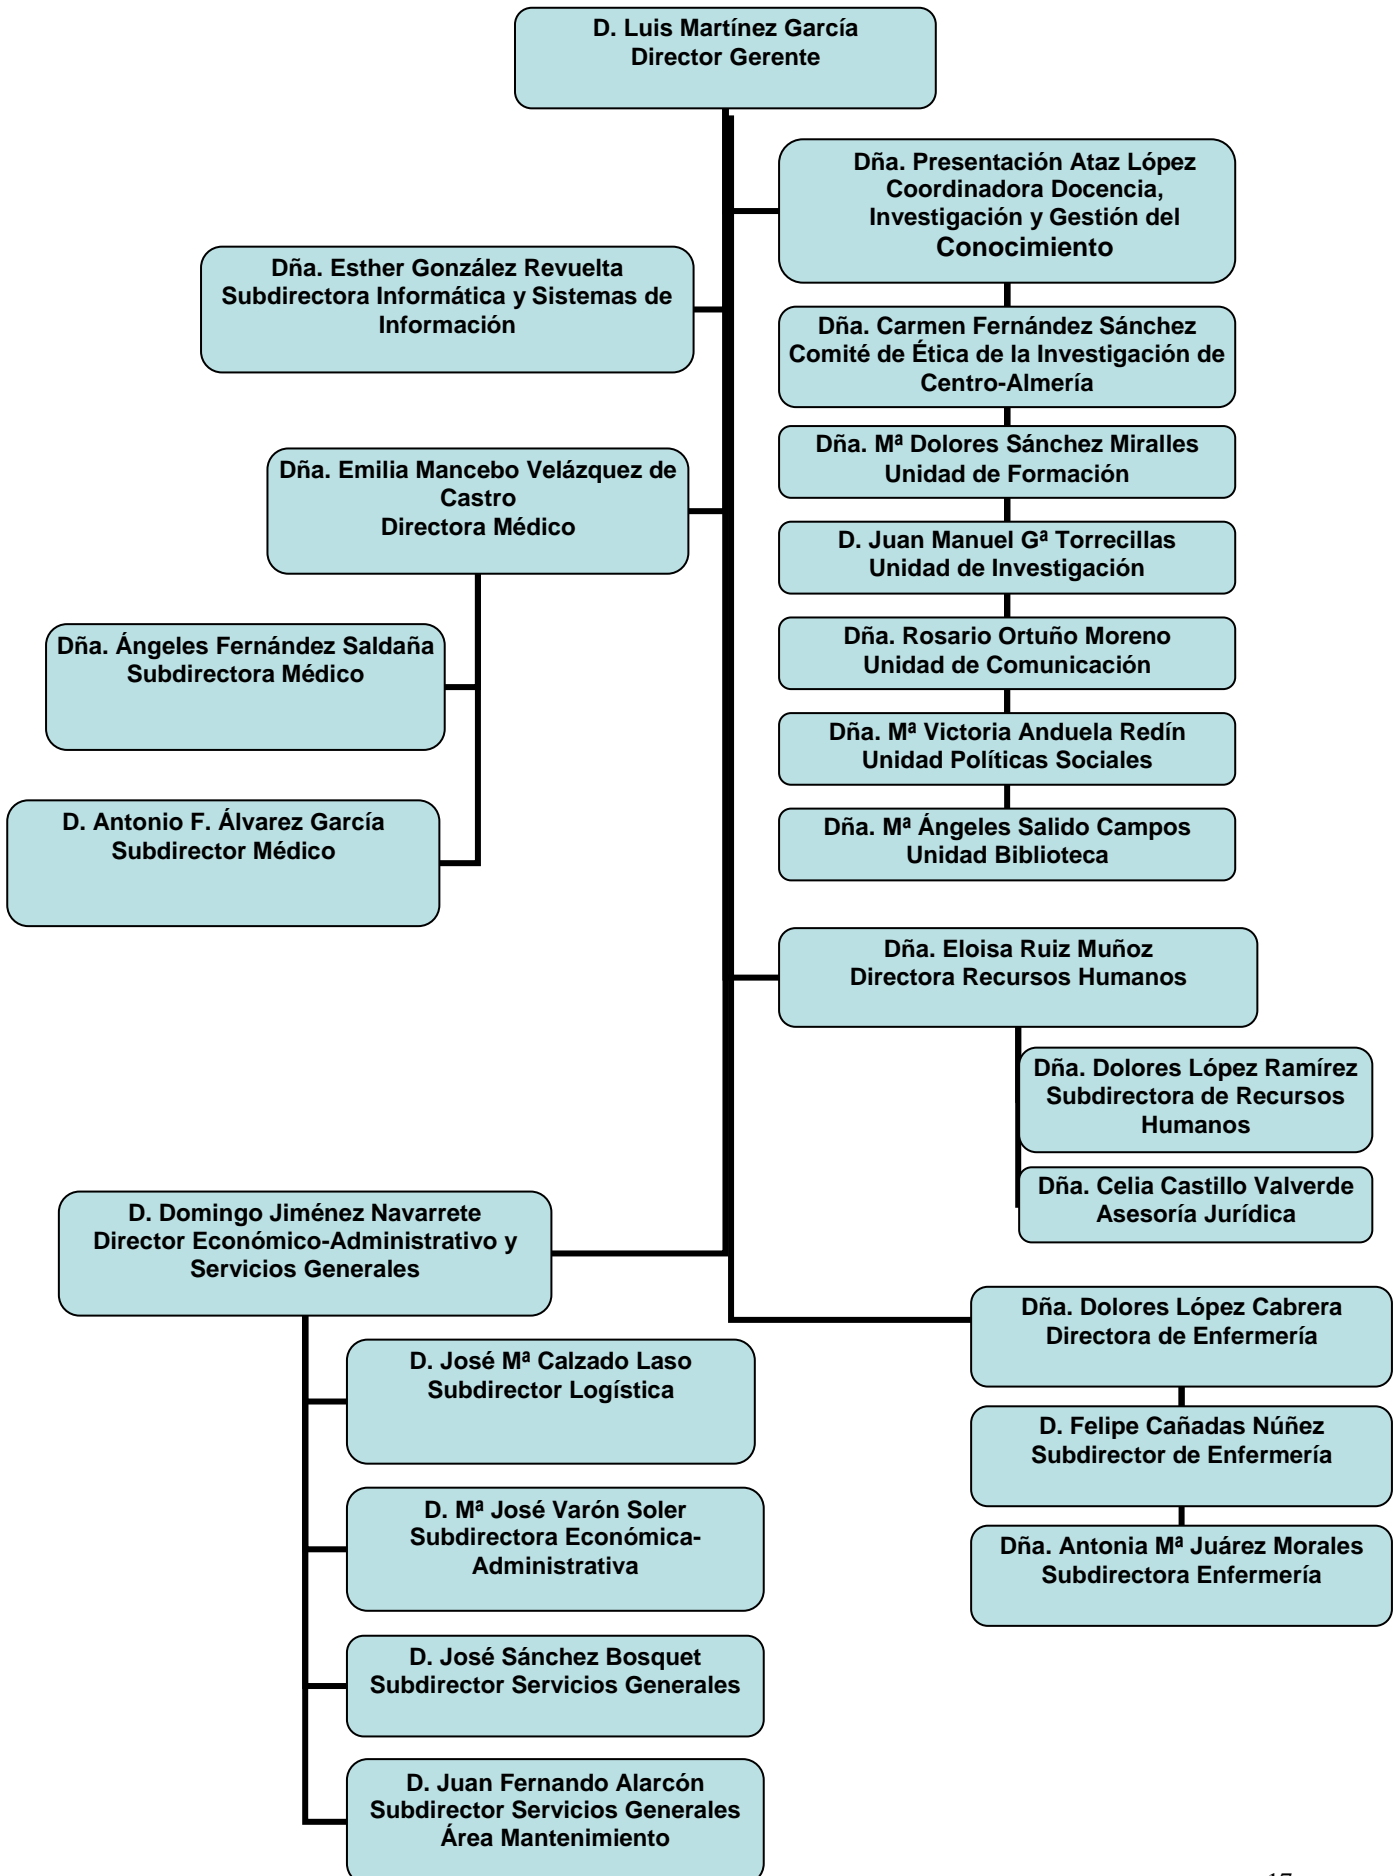 D. Luis Martínez García
Director Gerente
Dña. Presentación Ataz López
Coordinadora Docencia,
Investigación y Gestión del
Conocimiento
Dña. Esther González Revuelta
Subdirectora Informática y Sistemas de
Información
Dña. Carmen Fernández Sánchez
Comité de Ética de la Investigación de
Centro-Almería
Dña. Mª Dolores Sánchez Miralles
Unidad de Formación
Dña. Emilia Mancebo Velázquez de
Castro
Directora Médico
D. Juan Manuel Gª Torrecillas
Unidad de Investigación
Dña. Rosario Ortuño Moreno
Unidad de Comunicación
Dña. Ángeles Fernández Saldaña
Subdirectora Médico
Dña. Mª Victoria Anduela Redín
Unidad Políticas Sociales
D. Antonio F. Álvarez García
Subdirector Médico
Dña. Mª Ángeles Salido Campos
Unidad Biblioteca
Dña. Eloisa Ruiz Muñoz
Directora Recursos Humanos
Dña. Dolores López Ramírez
Subdirectora de Recursos
Humanos
Dña. Celia Castillo Valverde
Asesoría Jurídica
D. Domingo Jiménez Navarrete
Director Económico-Administrativo y
Servicios Generales
Dña. Dolores López Cabrera
Directora de Enfermería
D. José Mª Calzado Laso
Subdirector Logística
D. Felipe Cañadas Núñez
Subdirector de Enfermería
D. Mª José Varón Soler
Subdirectora Económica-
Administrativa
Dña. Antonia Mª Juárez Morales
Subdirectora Enfermería
D. José Sánchez Bosquet
Subdirector Servicios Generales
D. Juan Fernando Alarcón
Subdirector Servicios Generales
Área Mantenimiento